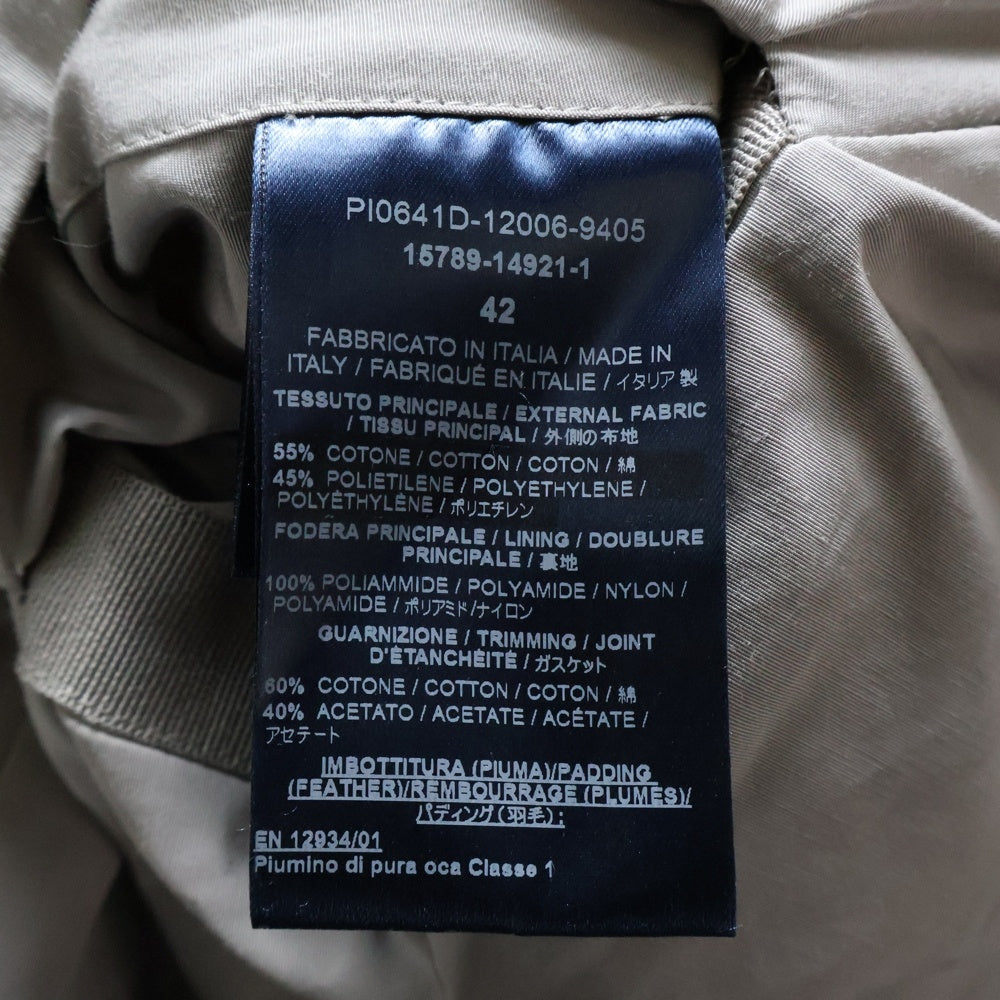 PI0641D-12006-9405
15789-14921-1
42
FABBRICATO IN ITALIA / MADE IN
ITALY / FABRIQUÉ EN ITALIE / イタリア製
TESSUTO PRINCIPALE / EXTERNAL FABRIC
/ TISSU PRINCIPAL / 外側の布地
55% COTONE / COTTON / COTON / 綿
45% POLIETILENE / POLYETHYLENE /
POLYÉTHYLÈNE / ポリエチレン
FODERA PRINCIPALE / LINING / DOUBLURE
PRINCIPALE / 裏地
100% POLIAMMIDE / POLYAMIDE / NYLON /
POLYAMIDE / ポリアミド/ナイロン
GUARNIZIONE / TRIMMING / JOINT
D'ÉTANCHÉITÉ / ガスケット
60% COTONE / COTTON / COTON / 綿
40% ACETATO / ACETATE / ACÉTATE /
アセテート
IMBOTTITURA (PIUMA)/PADDING
(FEATHER)/REMBOURRAGE (PLUMES)/
パディング(羽毛):
EN 12934/01
Piumino di pura oca Classe 1